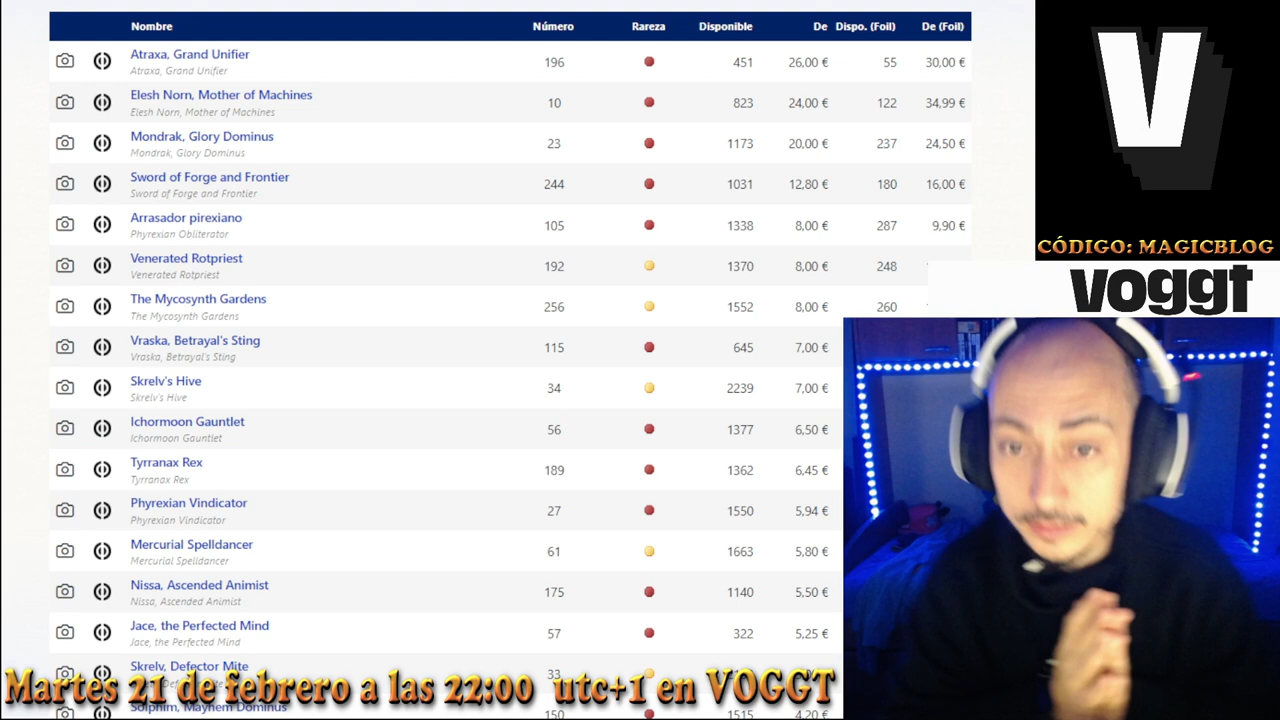 Nombre Número Rareza Disponible De Dispo. (Foil) De (Foil)
Atraxa, Grand Unifier 196 451 26,00 € 55 30,00 €
Atraxa, Grand Unifier
Elesh Norn, Mother of Machines 10 823 24,00 € 122 34,99 €
Elesh Norn, Mother of Machines
Mondrak, Glory Dominus 23 1173 20,00 € 237 24,50 €
Mondrak, Glory Dominus
Sword of Forge and Frontier 244 1031 12,80 € 180 16,00 €
Sword of Forge and Frontier
Arrasador pirexiano 105 1338 8,00 € 287 9,90 €
Phyrexian Obliterator
Venerated Rotpriest 192 1370 8,00 € 248
Venerated Rotpriest
The Mycosynth Gardens 256 1552 8,00 € 260
The Mycosynth Gardens
Vraska, Betrayal's Sting 115 645 7,00 €
Vraska, Betrayal's Sting
Skrelv's Hive 34 2239 7,00 €
Skrelv's Hive
Ichormoon Gauntlet 56 1377 6,50 €
Ichormoon Gauntlet
Tyrranax Rex 189 1362 6,45 €
Tyrranax Rex
Phyrexian Vindicator 27 1550 5,94 €
Phyrexian Vindicator
Mercurial Spelldancer 61 1663 5,80 €
Mercurial Spelldancer
Nissa, Ascended Animist 175 1140 5,50 €
Nissa, Ascended Animist
Jace, the Perfected Mind 57 322 5,25 €
Jace, the Perfected Mind
Skrelv, Defector Mite 33
Solphim, Mayhem Dominus 150 1515 4,20 €
V
CÓDIGO: MAGICBLOG
voggt
Martes 21 de febrero a las 22:00 utc+1 en VOGGT